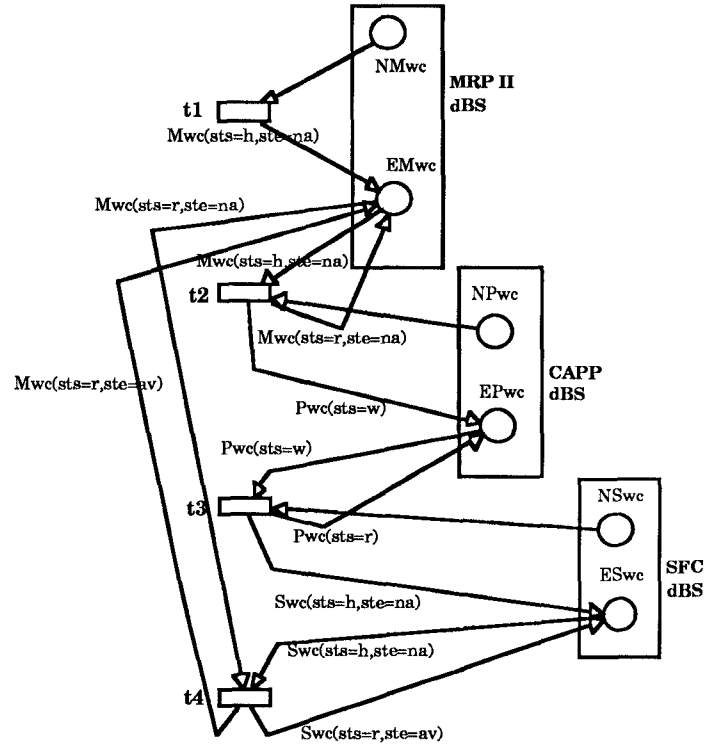 NMwc
MRP II
dBS
t1
Mwc(sts=h,ste=na)
EMwc
Mwc(sts=r,ste=na)
Mwc(sts=h,ste=na)
t2
NPwc
Mwc(sts=r,ste=na)
Mwc(sts=r,ste=av)
CAPP
dBS
EPwc
Pwc(sts=w)
Pwc(sts=w)
t3
NSwc
Pwc(sts=r)
SFC
dBS
ESwc
Swc(sts=h,ste=na)
Swc(sts=h,ste=na)
t4
Swc(sts=r,ste=av)